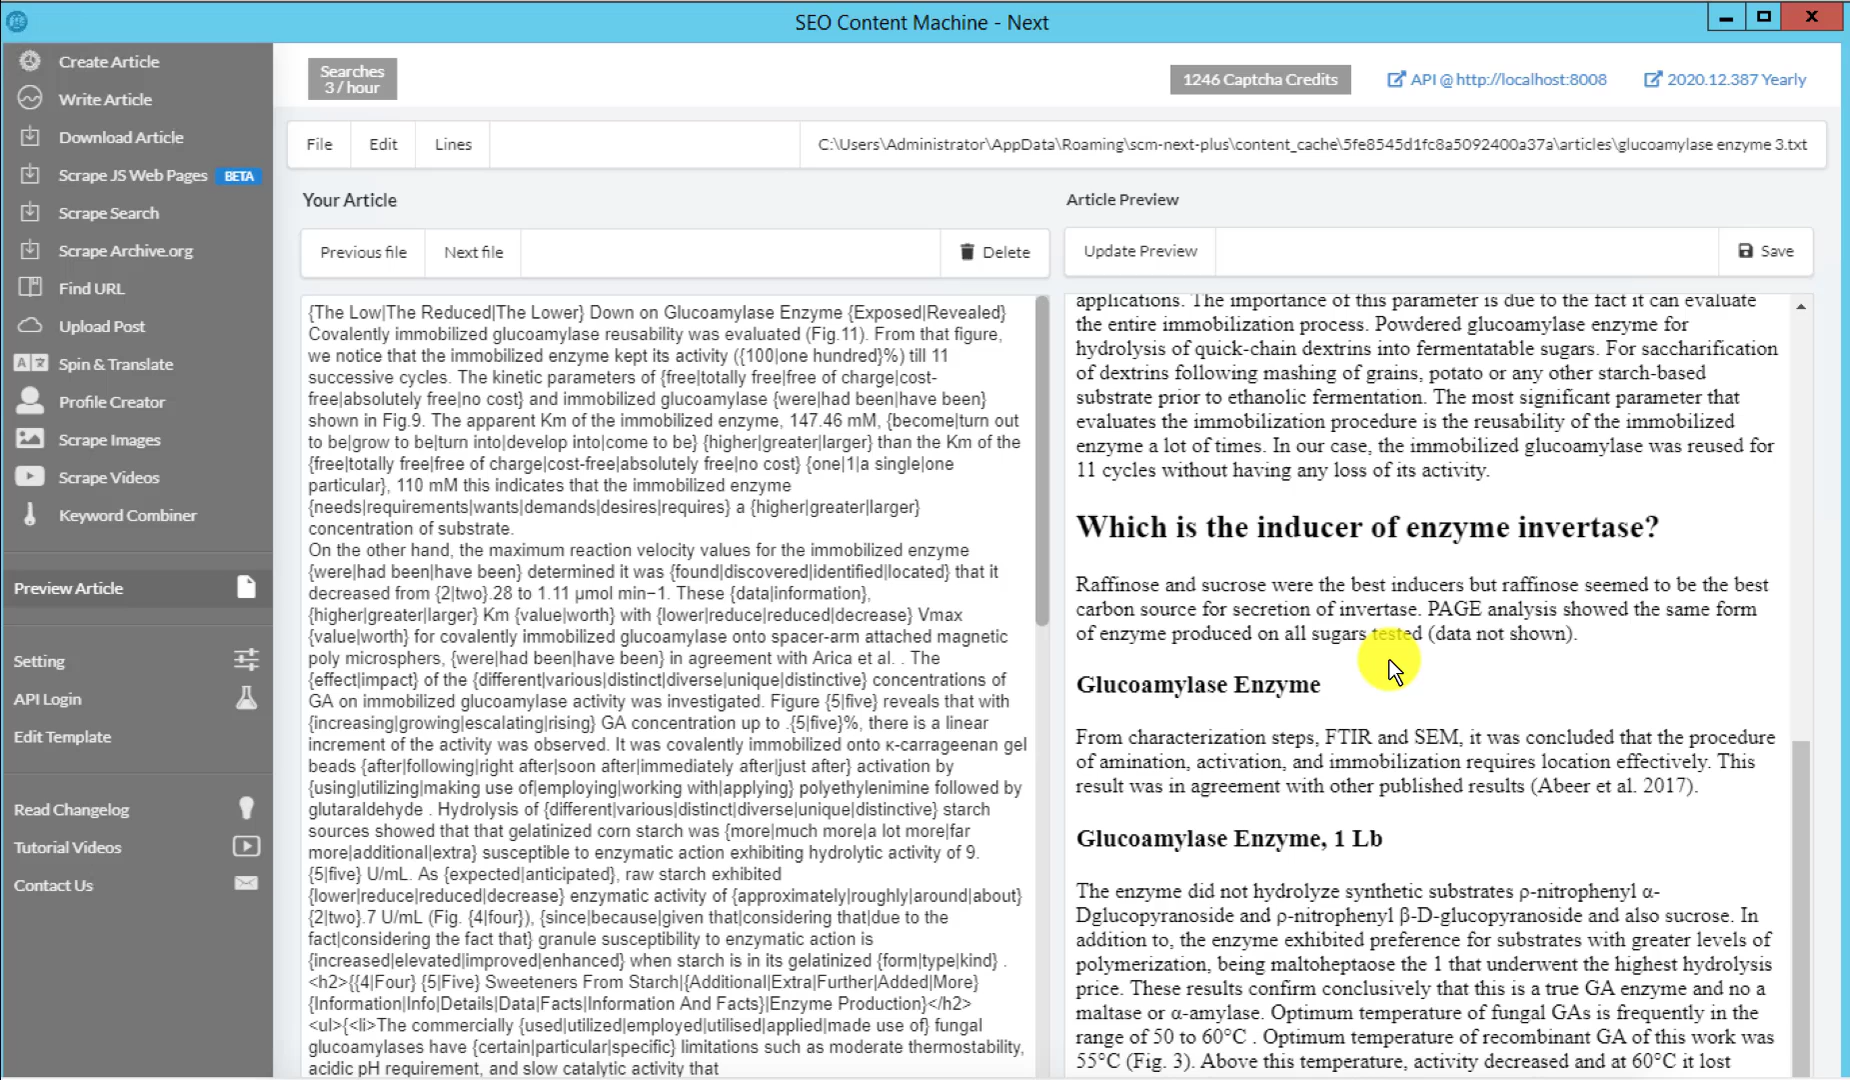 SEO Content Machine - Next
Create Article
Write Article
Download Article
Scrape JS Web Pages BETA
Scrape Search
Scrape Archive.org
Find URL
Upload Post
Spin & Translate
Profile Creator
Scrape Images
Scrape Videos
Keyword Combiner
Preview Article
Setting
API Login
Edit Template
Read Changelog
Tutorial Videos
Contact Us
Searches
3 / hour
1246 Captcha Credits
API @ http://localhost:8008
2020.12.387 Yearly
File
Edit
Lines
C:\Users\Administrator\AppData\Roaming\scm-next-plus\content_cache\5fe8545d1fc8a5092400a37a\articles\glucoamylase enzyme 3.txt
Your Article
Previous file
Next file
Delete
{The Low|The Reduced|The Lower} Down on Glucoamylase Enzyme {Exposed|Revealed}
Covalently immobilized glucoamylase reusability was evaluated (Fig.11). From that figure,
we notice that the immobilized enzyme kept its activity ({100|one hundred}%) till 11
successive cycles. The kinetic parameters of {free|totally free|free of charge|cost-
free|absolutely free|no cost} and immobilized glucoamylase {were|had been|have been}
shown in Fig.9. The apparent Km of the immobilized enzyme, 147.46 mM, {become|turn out
to be|grow to be|turn into|develop into|come to be} {higher|greater|larger} than the Km of the
{free|totally free|free of charge|cost-free|absolutely free|no cost} {one|1|a single|one
particular}, 110 mM this indicates that the immobilized enzyme
{needs|requirements|wants|demands|desires|requires} a {higher|greater|larger}
concentration of substrate.
On the other hand, the maximum reaction velocity values for the immobilized enzyme
{were|had been|have been} determined it was {found|discovered|identified|located} that it
decreased from {2|two}.28 to 1.11 µmol min−1. These {data|information},
{higher|greater|larger} Km {value|worth} with {lower|reduce|reduced|decrease} Vmax
{value|worth} for covalently immobilized glucoamylase onto spacer-arm attached magnetic
poly microsphers, {were|had been|have been} in agreement with Arica et al. . The
{effect|impact} of the {different|various|distinct|diverse|unique|distinctive} concentrations of
GA on immobilized glucoamylase activity was investigated. Figure {5|five} reveals that with
{increasing|growing|escalating|rising} GA concentration up to .{5|five}%, there is a linear
increment of the activity was observed. It was covalently immobilized onto κ-carrageenan gel
beads {after|following|right after|soon after|immediately after|just after} activation by
{using|utilizing|making use of|employing|working with|applying} polyethylenimine followed by
glutaraldehyde . Hydrolysis of {different|various|distinct|diverse|unique|distinctive} starch
sources showed that that gelatinized corn starch was {more|much more|a lot more|far
more|additional|extra} susceptible to enzymatic action exhibiting hydrolytic activity of 9.
{5|five} U/mL. As {expected|anticipated}, raw starch exhibited
{lower|reduce|reduced|decrease} enzymatic activity of {approximately|roughly|around|about}
{2|two}.7 U/mL (Fig. {4|four}), {since|because|given that|considering that|due to the
fact|considering the fact that} granule susceptibility to enzymatic action is
{increased|elevated|improved|enhanced} when starch is in its gelatinized {form|type|kind} .
<h2>{{4|Four} {5|Five} Sweeteners From Starch|{Additional|Extra|Further|Added|More}
{Information|Info|Details|Data|Facts|Information And Facts}|Enzyme Production}</h2>
<ul>{<li>The commercially {used|utilized|employed|utilised|applied|made use of} fungal
glucoamylases have {certain|particular|specific} limitations such as moderate thermostability,
acidic pH requirement, and slow catalytic activity that
Article Preview
Update Preview
Save
applications. The importance of this parameter is due to the fact it can evaluate
the entire immobilization process. Powdered glucoamylase enzyme for
hydrolysis of quick-chain dextrins into fermentatable sugars. For saccharification
of dextrins following mashing of grains, potato or any other starch-based
substrate prior to ethanolic fermentation. The most significant parameter that
evaluates the immobilization procedure is the reusability of the immobilized
enzyme a lot of times. In our case, the immobilized glucoamylase was reused for
11 cycles without having any loss of its activity.
Which is the inducer of enzyme invertase?
Raffinose and sucrose were the best inducers but raffinose seemed to be the best
carbon source for secretion of invertase. PAGE analysis showed the same form
of enzyme produced on all sugars tested (data not shown).
Glucoamylase Enzyme
From characterization steps, FTIR and SEM, it was concluded that the procedure
of amination, activation, and immobilization requires location effectively. This
result was in agreement with other published results (Abeer et al. 2017).
Glucoamylase Enzyme, 1 Lb
The enzyme did not hydrolyze synthetic substrates ρ-nitrophenyl α-
Dglucopyranoside and ρ-nitrophenyl β-D-glucopyranoside and also sucrose. In
addition to, the enzyme exhibited preference for substrates with greater levels of
polymerization, being maltoheptaose the 1 that underwent the highest hydrolysis
price. These results confirm conclusively that this is a true GA enzyme and no a
maltase or α-amylase. Optimum temperature of fungal GAs is frequently in the
range of 50 to 60°C . Optimum temperature of recombinant GA of this work was
55°C (Fig. 3). Above this temperature, activity decreased and at 60°C it lost